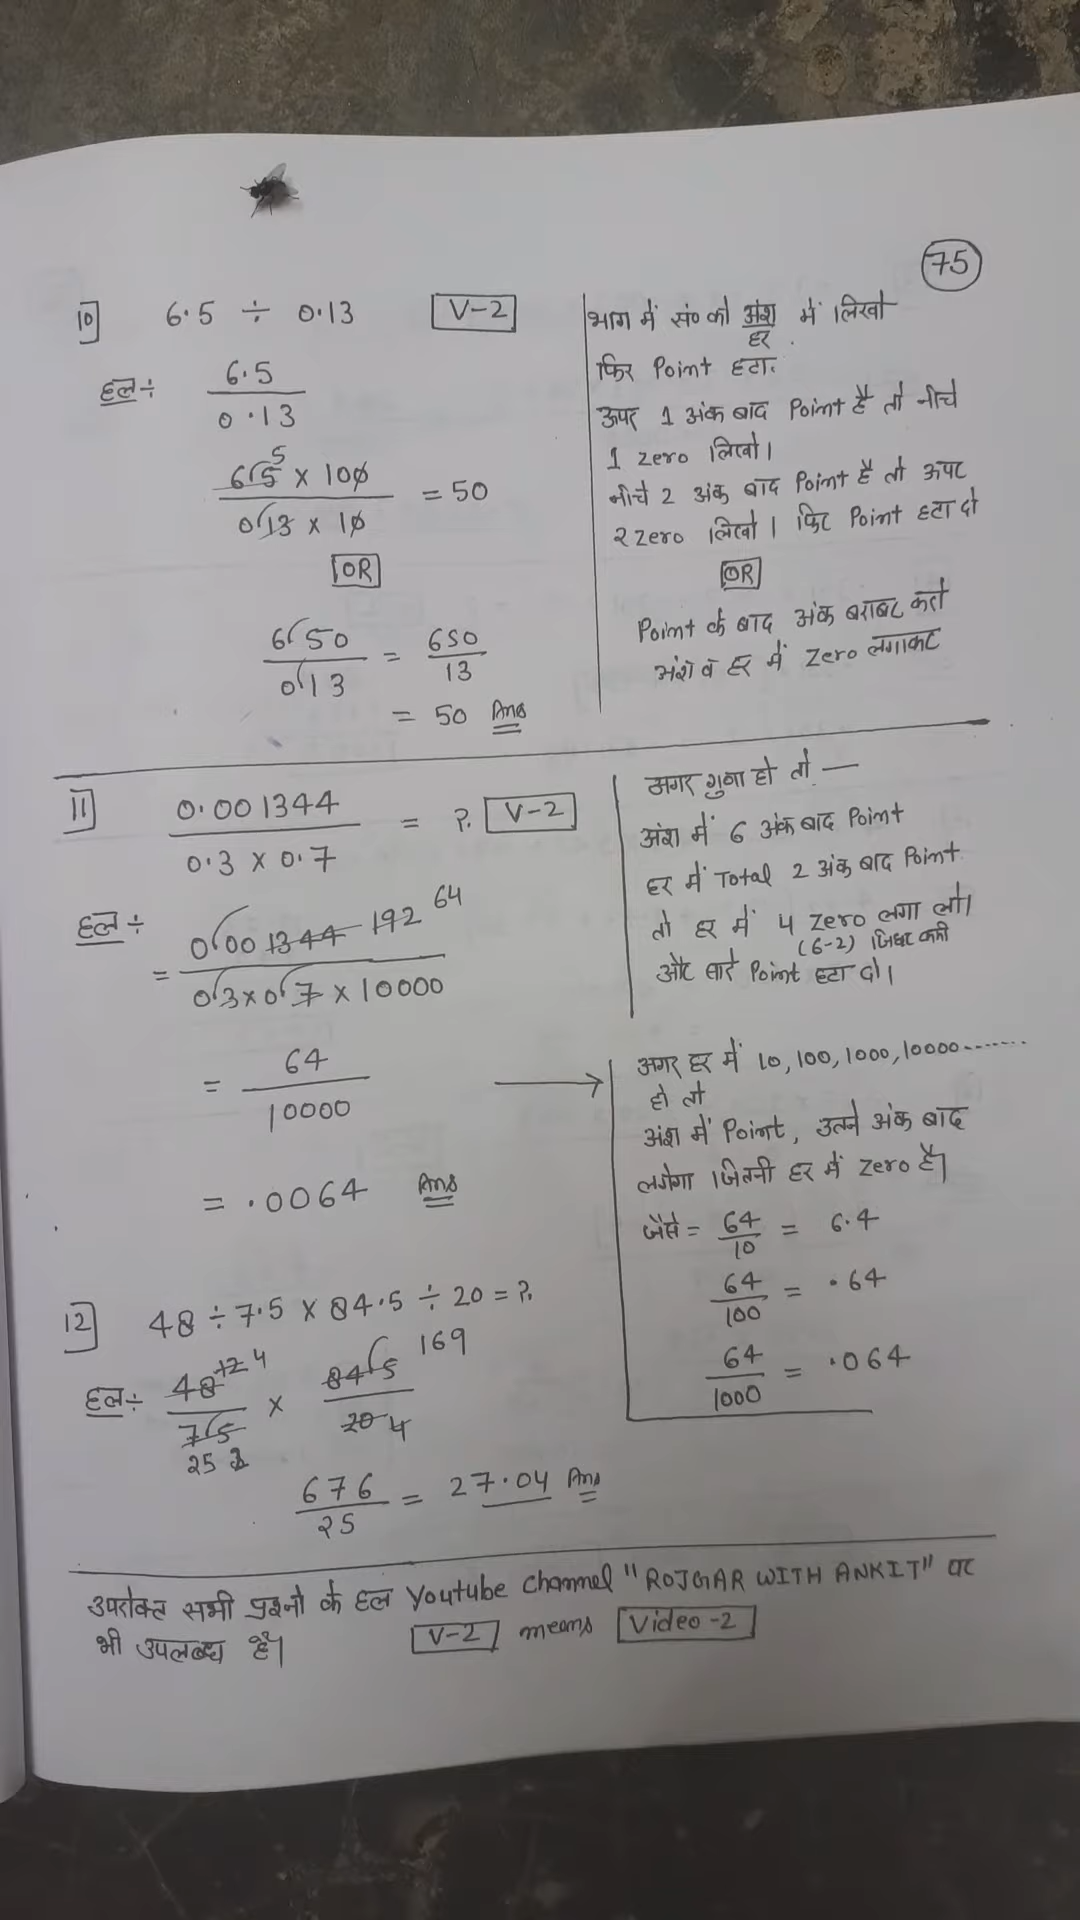 75
10] 6.5 ÷ 0.13 V-2
हल ÷ 6.5 / 0.13
65 5 × 100 / 013 × 10 = 50
OR
650 / 013 = 650 / 13
= 50 Ans
भाग में सं० को अंश / हर में लिखो
फिर Point हटा.
ऊपर 1 अंक बाद Point है तो नीचे
1 zero लिखो।
नीचे 2 अंक बाद Point है तो ऊपर
2 zero लिखो। फिर Point हटा दो
OR
Point के बाद अंक बराबर करो
अंश व हर में Zero लगाकर
11] 0.001344 / 0.3 × 0.7 = ?. V-2
हल ÷
= 0001344 192 64 / 03×07 × 10000
= 64 / 10000
= .0064 Ans
अगर गुना हो तो —
अंश में 6 अंक बाद Point
हर में Total 2 अंक बाद Point
तो हर में 4 Zero लगा लो।
(6-2) जिधर कमी
और सारे Point हटा दो।
अगर हर में 10, 100, 1000, 10000.......
हो तो
अंश में Point, उतने अंक बाद
लगेगा जितनी हर में Zero है।
जैसे = 64 / 10 = 6.4
64 / 100 = .64
64 / 1000 = .064
12] 48 ÷ 7.5 × 84.5 ÷ 20 = ?.
हल ÷ 48 12 4 / 75 25 × 845 169 / 20 4
676 / 25 = 27.04 Ans
उपरोक्त सभी प्रश्नो के हल Youtube Channel "ROJGAR WITH ANKIT" पर
भी उपलब्ध है। V-2 means Video-2